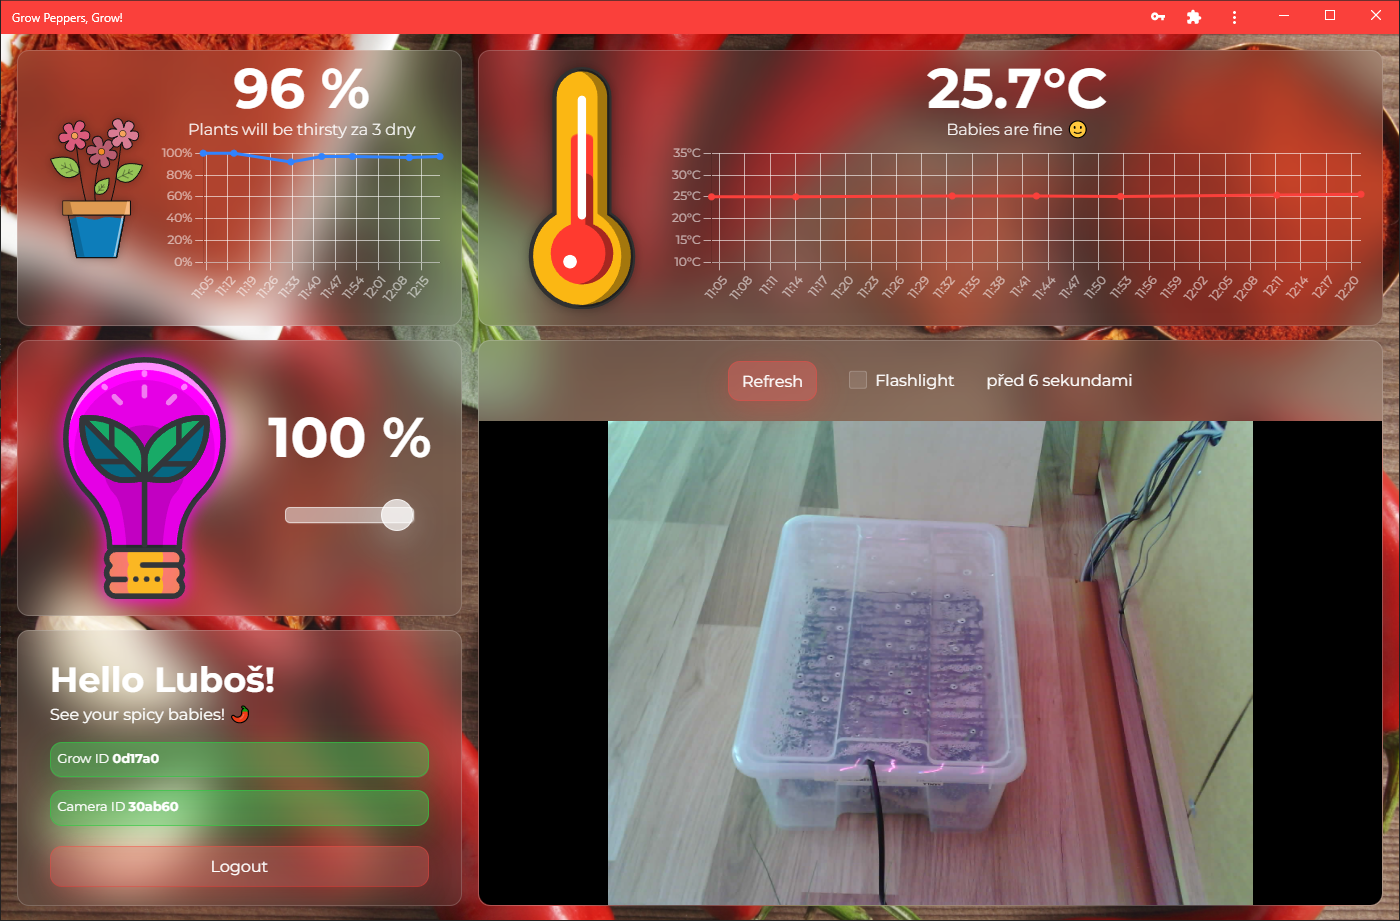 Grow Peppers, Grow!
96 %
Plants will be thirsty za 3 dny
100%
80%
60%
40%
20%
0%
11:05 11:12 11:19 11:26 11:33 11:40 11:47 11:54 12:01 12:08 12:15
25.7°C
Babies are fine 🙂
35°C
30°C
25°C
20°C
15°C
10°C
11:05 11:08 11:11 11:14 11:17 11:20 11:23 11:26 11:29 11:32 11:35 11:38 11:41 11:44 11:47 11:50 11:53 11:56 11:59 12:02 12:05 12:08 12:11 12:14 12:17 12:20
100 %
Refresh
Flashlight
před 6 sekundami
Hello Luboš!
See your spicy babies! 🌶️
Grow ID 0d17a0
Camera ID 30ab60
Logout